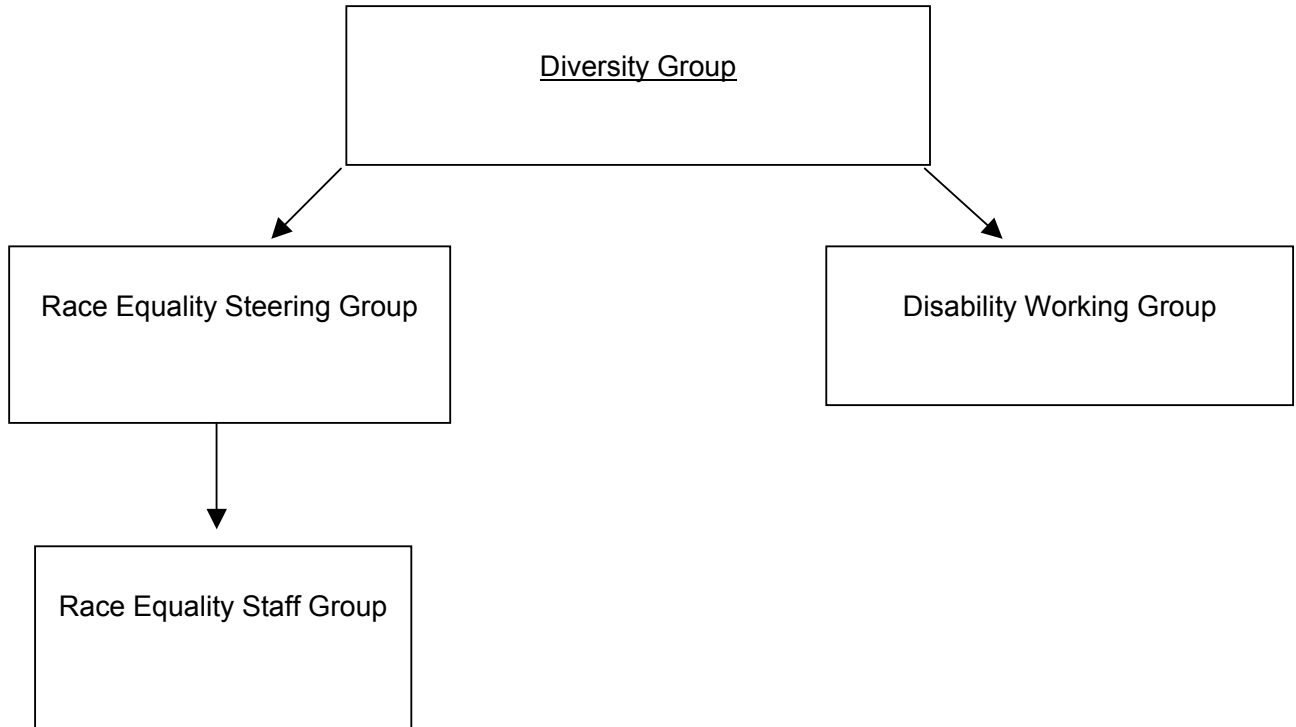 Diversity Group
Race Equality Steering Group
Disability Working Group
Race Equality Staff Group